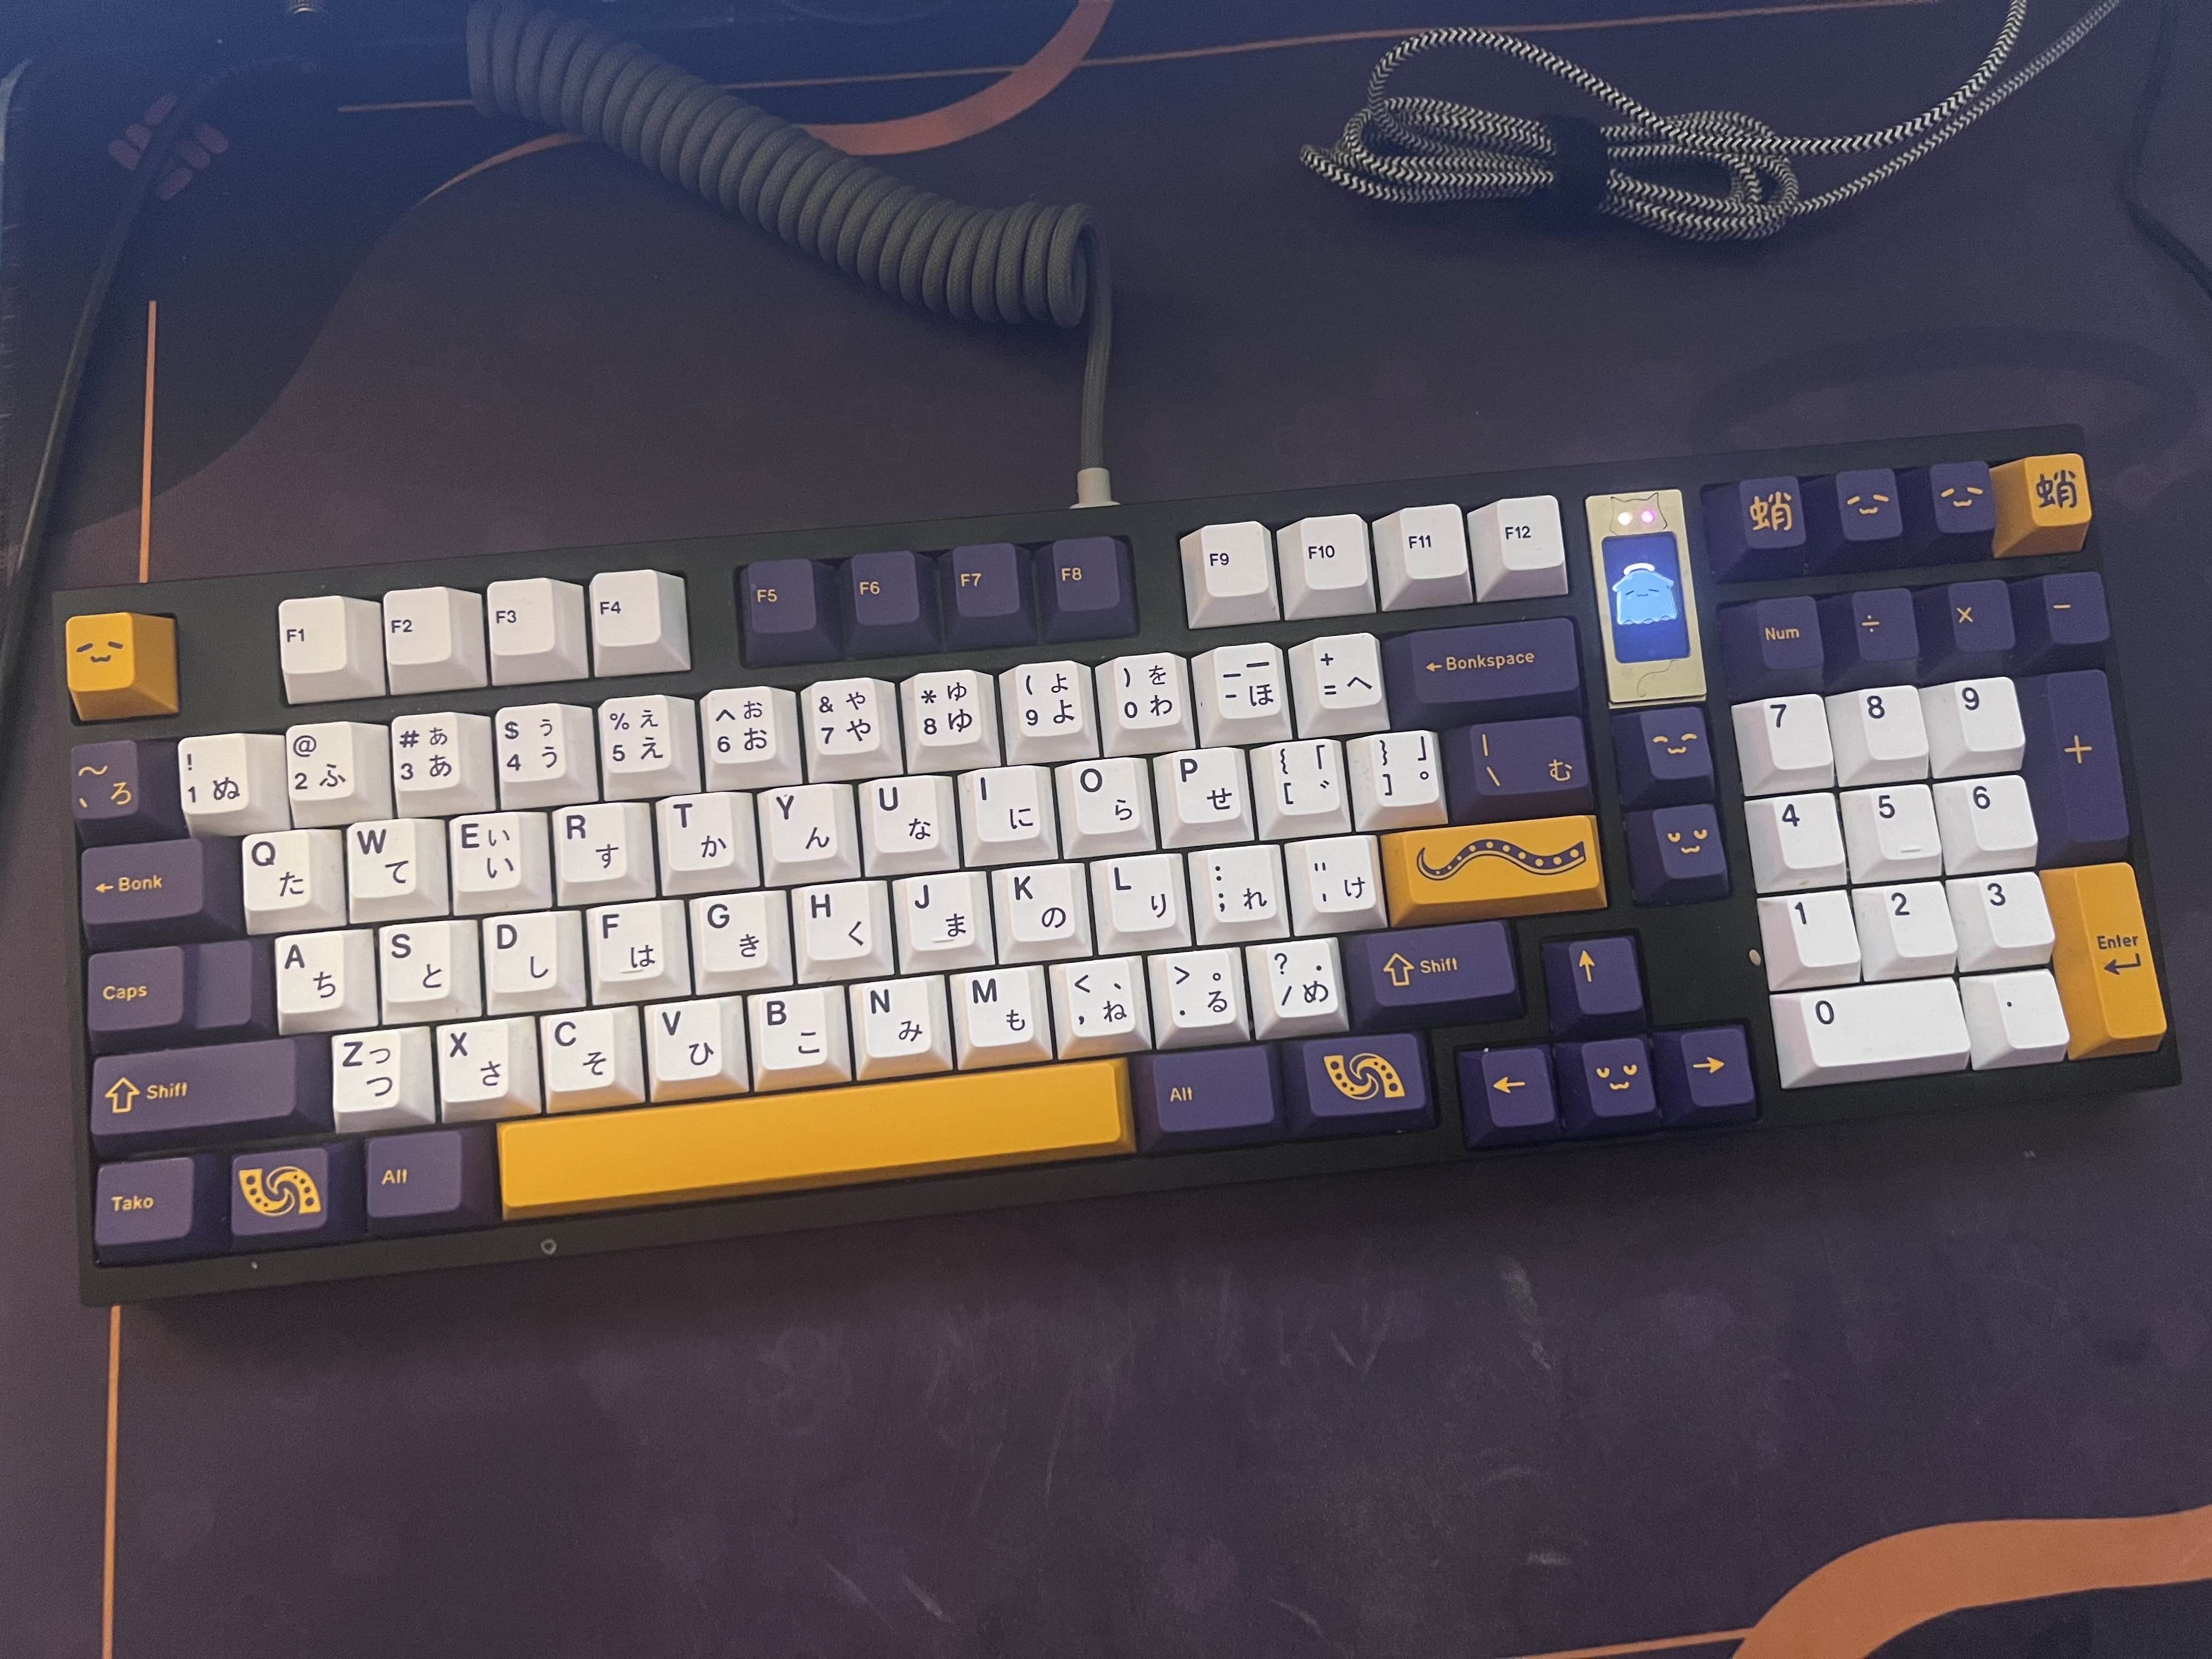 F1 F2 F3 F4 F5 F6 F7 F8 F9 F10 F11 F12 蛸 蛸
~ 、 ろ ! 1 ぬ @ 2 ふ # あ 3 あ $ ぅ 4 う % ぇ 5 え ^ ぉ 6 お & ゃ 7 や * ゅ 8 ゆ ( ょ 9 よ ) を 0 わ — - ほ + = へ ← Bonkspace Num ÷ × −
← Bonk Q た W て E ぃ い R す T か Y ん U な I に O ら P せ { 「 [ ゛ } 」 ] ゜ | \ む 7 8 9 +
Caps A ち S と D し F は G き H く J ま K の L り : ; れ " ' け 4 5 6
Shift Z っ つ X さ C そ V ひ B こ N み M も < 、 , ね > 。 . る ? ・ / め Shift ↑ 1 2 3 Enter
Tako Alt Alt ← → 0 .